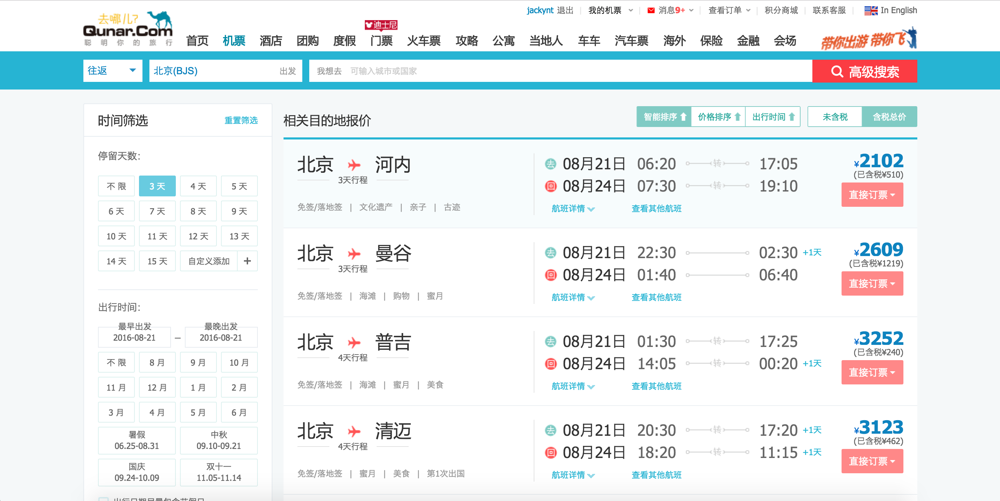 jackynt 退出 我的机票 消息9+ 查看订单 积分商城 联系客服 In English
去哪儿?
Qunar.Com
聪明你的旅行
迪士尼
首页 机票 酒店 团购 度假 门票 火车票 攻略 公寓 当地人 车车 汽车票 海外 保险 金融 会场
带你出游 带你飞
往返 北京(BJS) 出发 我想去 可输入城市或国家 高级搜索
时间筛选 重置筛选
停留天数:
不限 3 天 4 天 5 天
6 天 7 天 8 天 9 天
10 天 11 天 12 天 13 天
14 天 15 天 自定义添加 +
出行时间:
最早出发 最晚出发
2016-08-21 – 2016-08-21
不限 8 月 9 月 10 月
11 月 12 月 1 月 2 月
3 月 4 月 5 月 6 月
暑假 中秋
06.25-08.31 09.10-09.21
国庆 双十一
09.24-10.09 11.05-11.14
相关目的地报价 智能排序 价格排序 出行时间 未含税 含税总价
北京 河内
3天行程
免签/落地签 | 文化遗产 | 亲子 | 古迹
去 08月21日 06:20 转 17:05
回 08月24日 07:30 转 19:10
航班详情 查看其他航班
¥2102
(已含税¥510)
直接订票
北京 曼谷
3天行程
免签/落地签 | 海滩 | 购物 | 蜜月
去 08月21日 22:30 02:30 +1天
回 08月24日 01:40 06:40
航班详情 查看其他航班
¥2609
(已含税¥1219)
直接订票
北京 普吉
4天行程
免签/落地签 | 海滩 | 蜜月 | 美食
去 08月21日 01:30 转 17:25
回 08月24日 14:05 转 00:20 +1天
航班详情 查看其他航班
¥3252
(已含税¥240)
直接订票
北京 清迈
4天行程
免签/落地签 | 蜜月 | 美食 | 第1次出国
去 08月21日 20:30 转 17:20 +1天
回 08月24日 18:20 转 11:15 +1天
航班详情 查看其他航班
¥3123
(已含税¥462)
直接订票